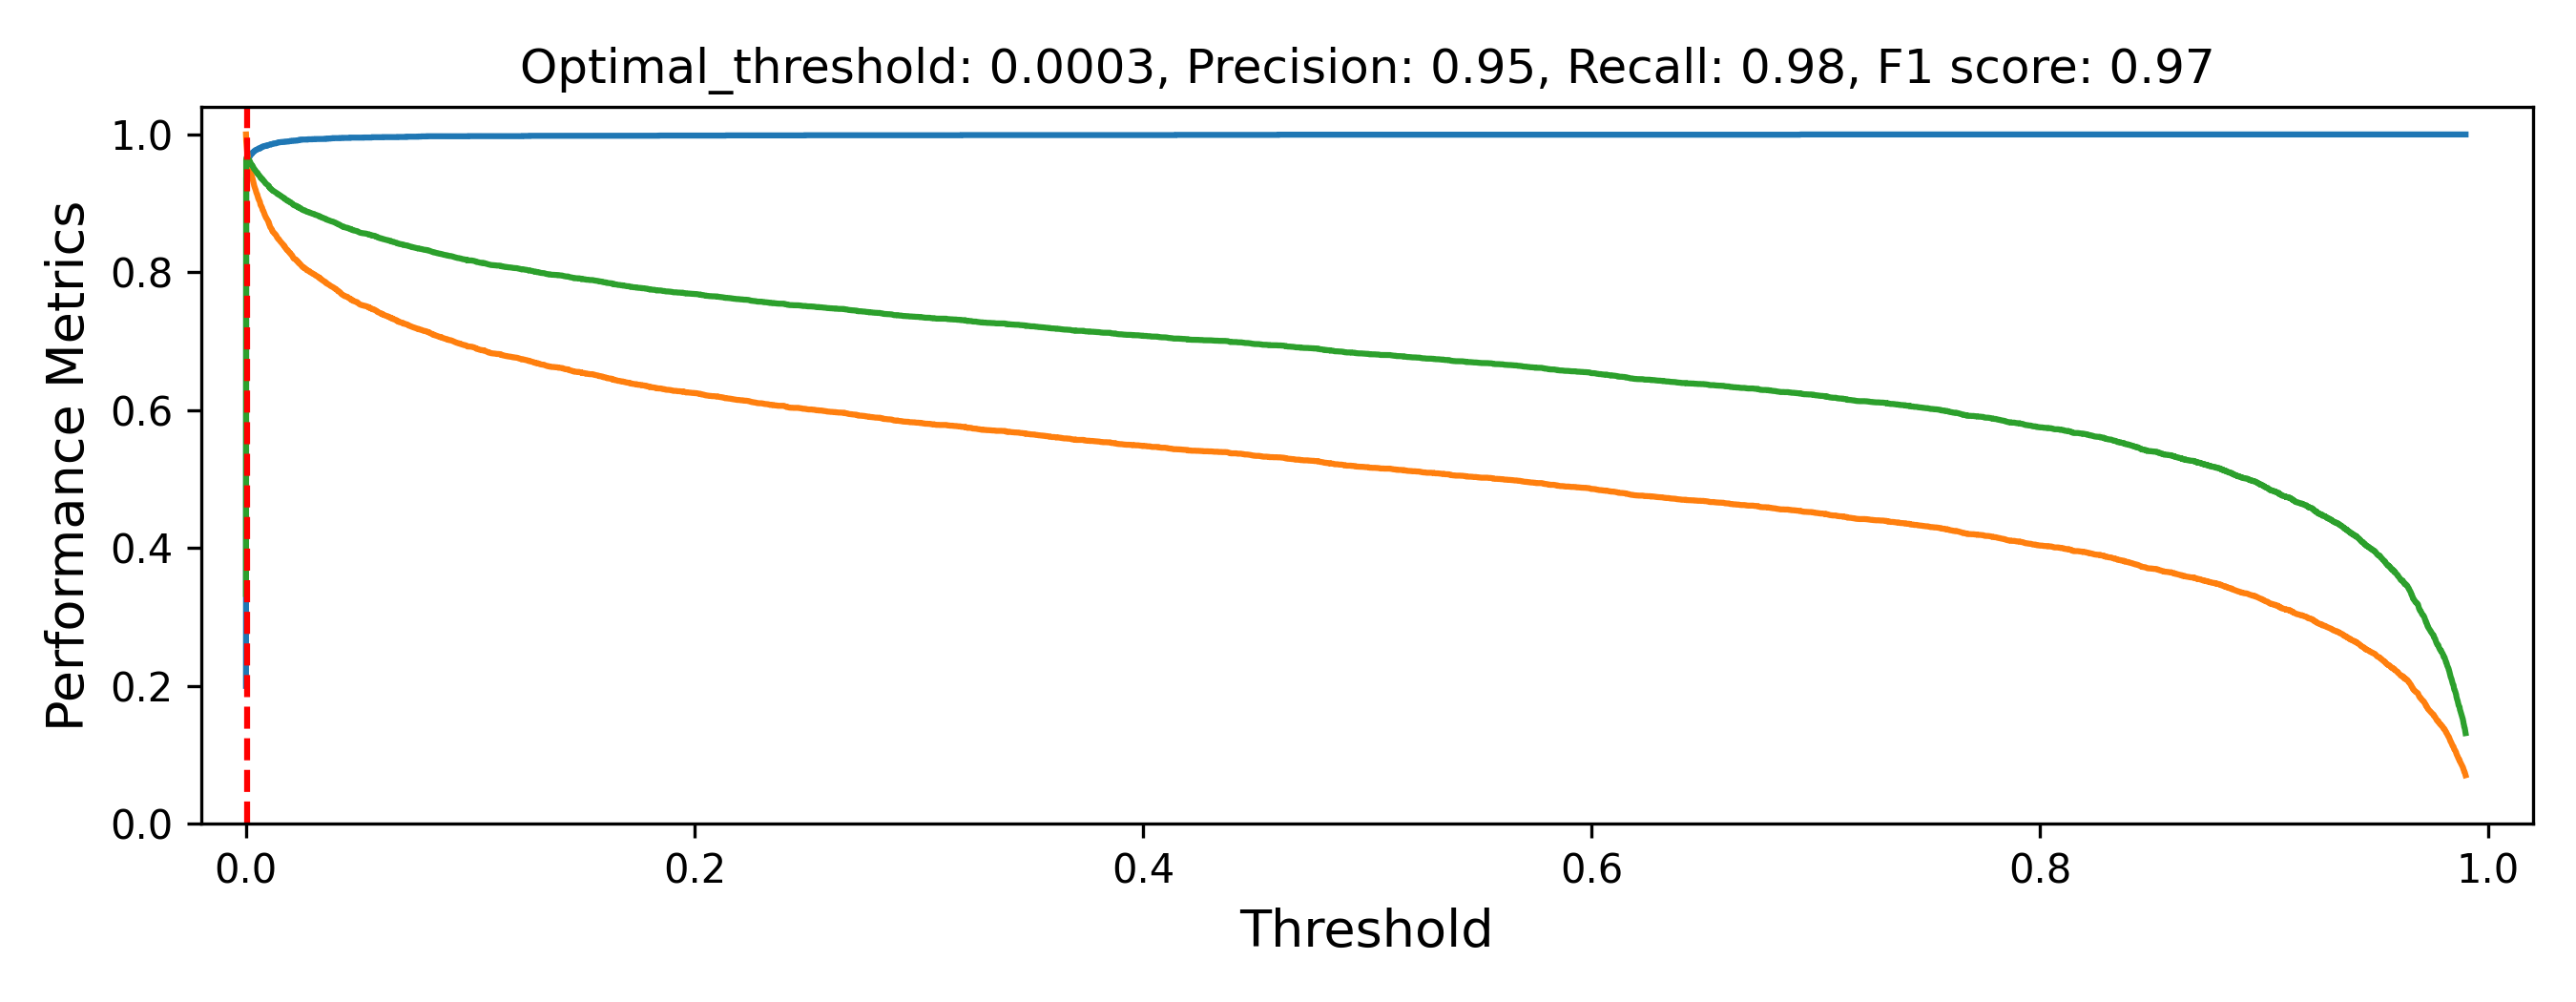 Optimal_threshold: 0.0003, Precision: 0.95, Recall: 0.98, F1 score: 0.97
Performance Metrics
1.0
0.8
0.6
0.4
0.2
0.0
0.0 0.2 0.4 0.6 0.8 1.0
Threshold